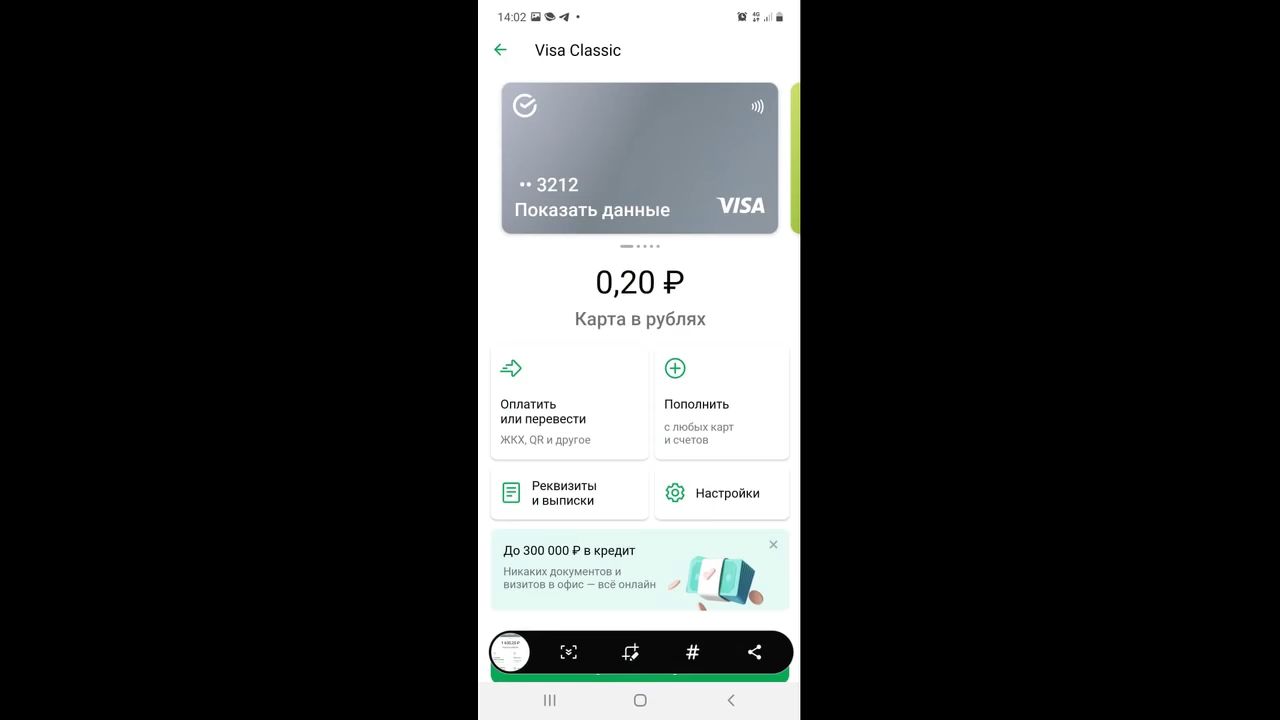 14:02
4G
Visa Classic
•• 3212
Показать данные
VISA
0,20 ₽
Карта в рублях
Оплатить
или перевести
ЖКХ, QR и другое
Пополнить
с любых карт
и счетов
Реквизиты
и выписки
Настройки
До 300 000 ₽ в кредит
Никаких документов и
визитов в офис — всё онлайн
#